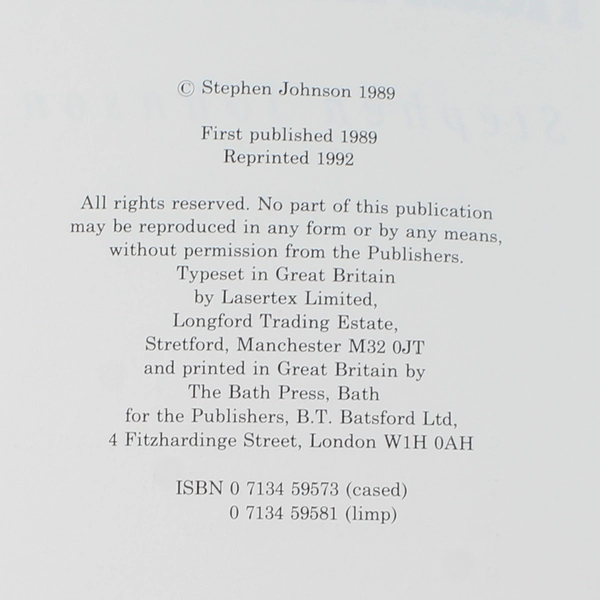 © Stephen Johnson 1989
First published 1989
Reprinted 1992
All rights reserved. No part of this publication
may be reproduced in any form or by any means,
without permission from the Publishers.
Typeset in Great Britain
by Lasertex Limited,
Longford Trading Estate,
Stretford, Manchester M32 0JT
and printed in Great Britain by
The Bath Press, Bath
for the Publishers, B.T. Batsford Ltd,
4 Fitzhardinge Street, London W1H 0AH
ISBN 0 7134 59573 (cased)
0 7134 59581 (limp)